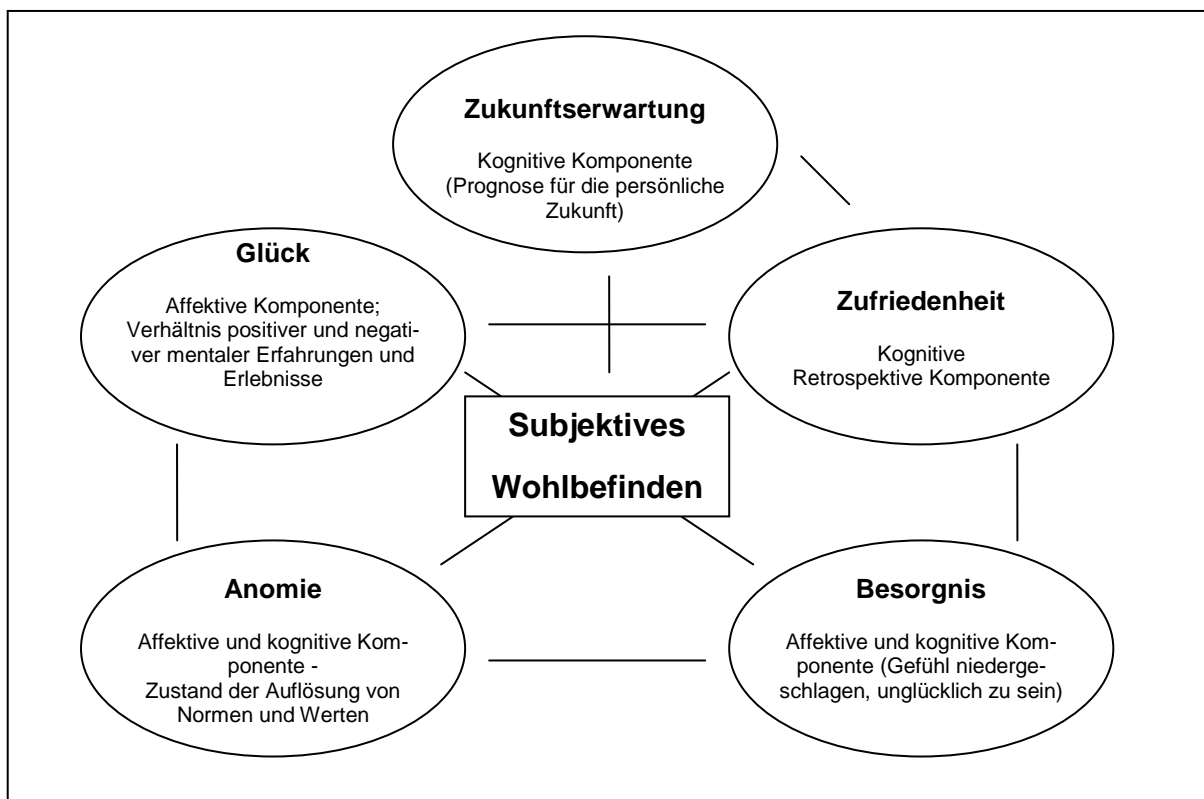 Zukunftserwartung
Kognitive Komponente
(Prognose für die persönliche
Zukunft)
Glück
Affektive Komponente;
Verhältnis positiver und negati-
ver mentaler Erfahrungen und
Erlebnisse
Zufriedenheit
Kognitive
Retrospektive Komponente
Subjektives
Wohlbefinden
Anomie
Affektive und kognitive Kom-
ponente -
Zustand der Auflösung von
Normen und Werten
Besorgnis
Affektive und kognitive Kom-
ponente (Gefühl niederge-
schlagen, unglücklich zu sein)